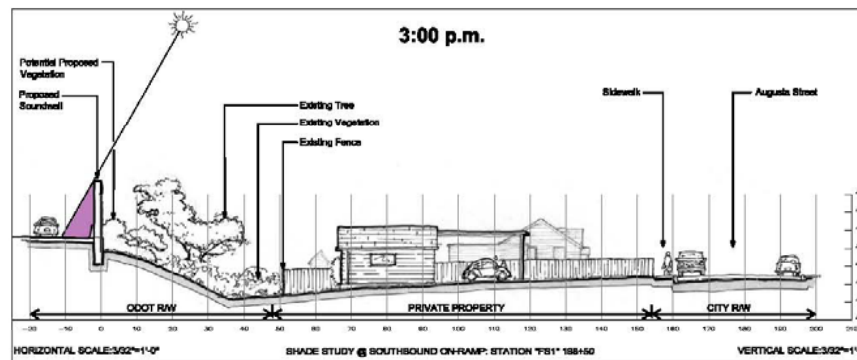 3:00 p.m.
Potential Proposed
Vegetation
Proposed
Soundwall
Existing Tree
Existing Vegetation
Existing Fence
Sidewalk
Augusta Street
ODOT R/W
PRIVATE PROPERTY
CITY R/W
-20 -10 0 10 20 30 40 50 60 70 80 90 100 110 120 130 140 150 160 170 180 190 200 210
HORIZONTAL SCALE:3/32"=1'-0"
SHADE STUDY @ SOUTHBOUND ON-RAMP: STATION "FS1" 198+50
VERTICAL SCALE:3/32"=1'